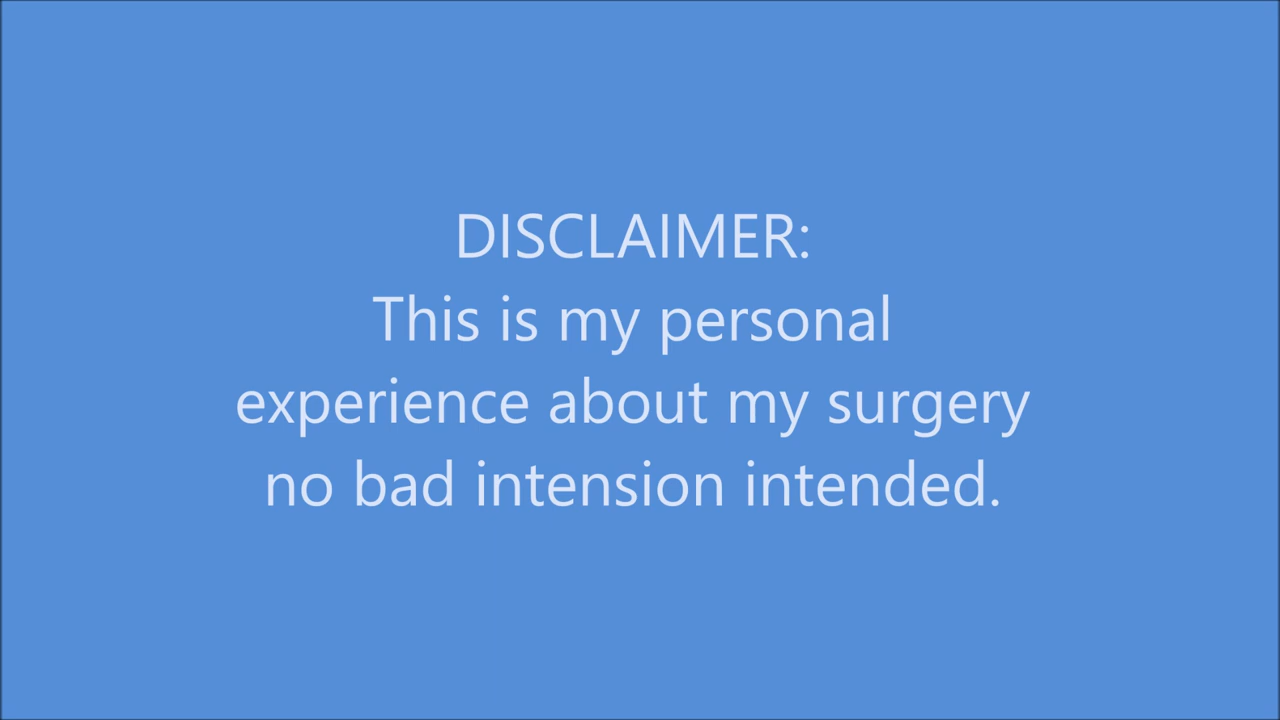 DISCLAIMER:
This is my personal
experience about my surgery
no bad intension intended.